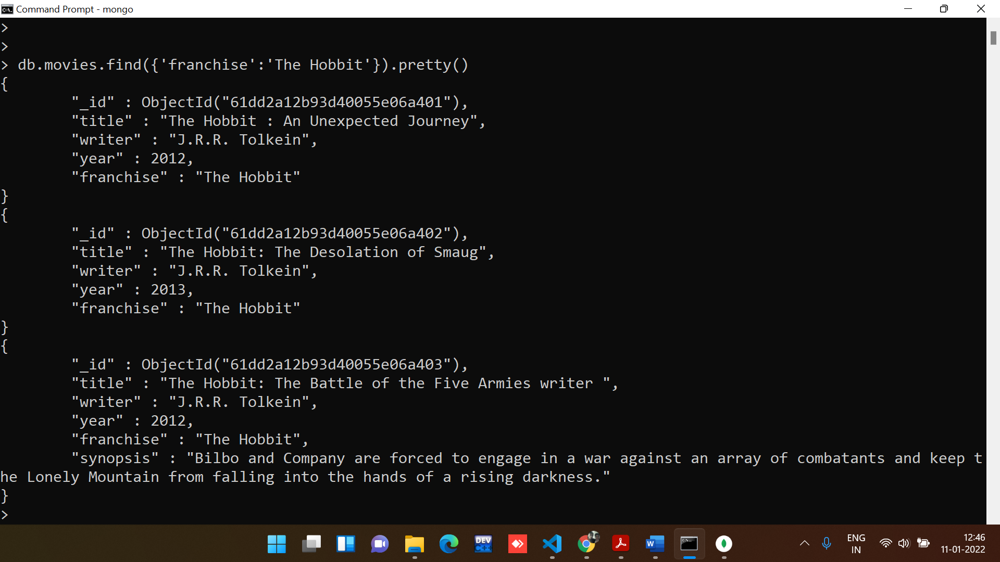 Command Prompt - mongo
>
>
> db.movies.find({'franchise':'The Hobbit'}).pretty()
{
"_id" : ObjectId("61dd2a12b93d40055e06a401"),
"title" : "The Hobbit : An Unexpected Journey",
"writer" : "J.R.R. Tolkein",
"year" : 2012,
"franchise" : "The Hobbit"
}
{
"_id" : ObjectId("61dd2a12b93d40055e06a402"),
"title" : "The Hobbit: The Desolation of Smaug",
"writer" : "J.R.R. Tolkein",
"year" : 2013,
"franchise" : "The Hobbit"
}
{
"_id" : ObjectId("61dd2a12b93d40055e06a403"),
"title" : "The Hobbit: The Battle of the Five Armies writer ",
"writer" : "J.R.R. Tolkein",
"year" : 2012,
"franchise" : "The Hobbit",
"synopsis" : "Bilbo and Company are forced to engage in a war against an array of combatants and keep t
he Lonely Mountain from falling into the hands of a rising darkness."
}
>
DEV
C++
W
ENG
IN
12:46
11-01-2022